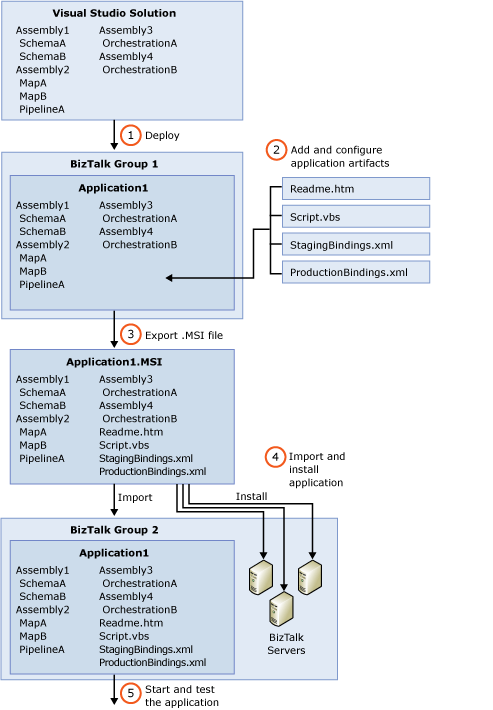 Visual Studio Solution
Assembly1 Assembly3
SchemaA OrchestrationA
SchemaB Assembly4
Assembly2 OrchestrationB
MapA
MapB
PipelineA
1 Deploy
2 Add and configure
application artifacts
BizTalk Group 1
Application1
Assembly1 Assembly3
SchemaA OrchestrationA
SchemaB Assembly4
Assembly2 OrchestrationB
MapA
MapB
PipelineA
Readme.htm
Script.vbs
StagingBindings.xml
ProductionBindings.xml
3 Export .MSI file
Application1.MSI
Assembly1 Assembly3
SchemaA OrchestrationA
SchemaB Assembly4
Assembly2 OrchestrationB
MapA Readme.htm
MapB Script.vbs
PipelineA StagingBindings.xml
ProductionBindings.xml
4 Import and
install
application
Import
Install
BizTalk Group 2
Application1
Assembly1 Assembly3
SchemaA OrchestrationA
SchemaB Assembly4
Assembly2 OrchestrationB
MapA Readme.htm
MapB Script.vbs
PipelineA StagingBindings.xml
ProductionBindings.xml
BizTalk
Servers
5 Start and test
the application